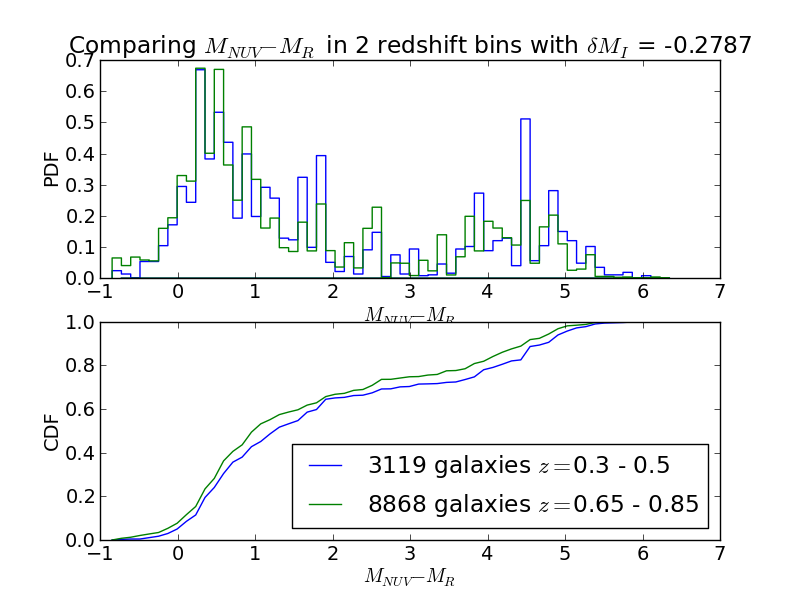 Comparing M_NUV−M_R in 2 redshift bins with δM_I = -0.2787
0.7
0.6
0.5
0.4
0.3
0.2
0.1
0.0
PDF
−1 0 1 2 3 4 5 6 7
M_NUV−M_R
1.0
0.8
0.6
0.4
0.2
0.0
CDF
3119 galaxies z=0.3 - 0.5
8868 galaxies z=0.65 - 0.85
−1 0 1 2 3 4 5 6 7
M_NUV−M_R